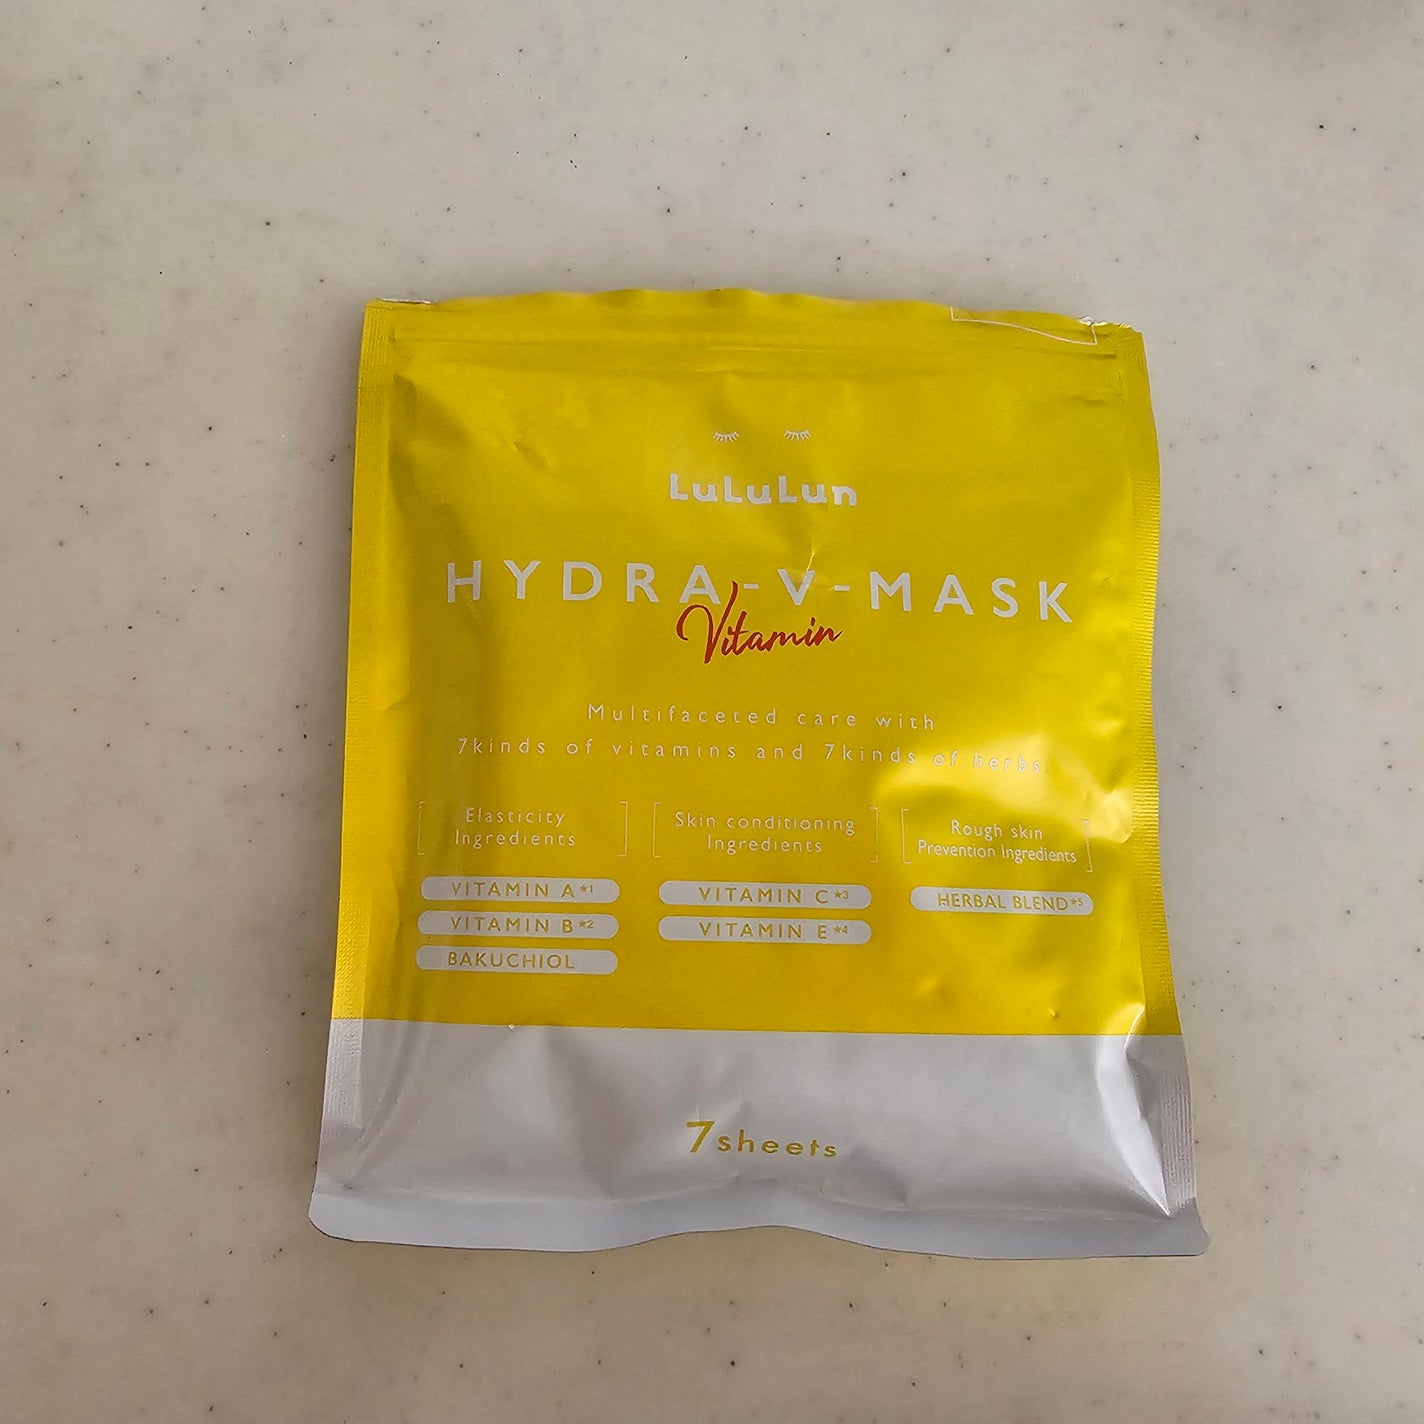 LuLuLun
HYDRA-V-MASK
Vitamin
Multifaceted care with
7kinds of vitamins and 7kinds of herbs.
Elasticity
Ingredients
VITAMIN A*1
VITAMIN B*2
BAKUCHIOL
Skin conditioning
Ingredients
VITAMIN C*3
VITAMIN E*4
Rough skin
Prevention Ingredients
HERBAL BLEND*5
7sheets